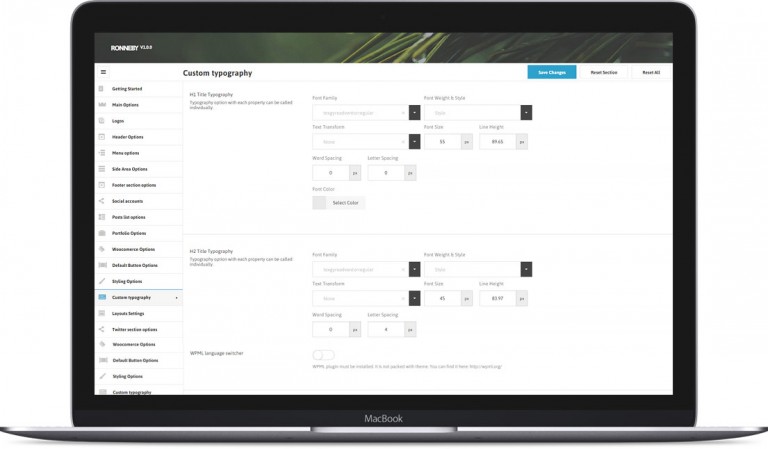 RONNEBY V1.0.0
Custom typography
Save Changes
Reset Section
Reset All
Getting Started
Main Options
Logos
Header Options
Menu options
Side Area Options
Footer section options
Social accounts
Posts list options
Portfolio Options
Woocomerce Options
Default Button Options
Styling Options
Custom typography
Layouts Settings
Twitter section options
Woocomerce Options
Default Button Options
Styling Options
Custom typography
H1 Title Typography
Typography option with each property can be called
individually.
Font Family
Font Weight & Style
texgyreadventorregular
Style
Text Transform
Font Size
Line Height
None
55 px
89.65 px
Word Spacing
Letter Spacing
0 px
8 px
Font Color
Select Color
H2 Title Typography
Typography option with each property can be called
individually.
Font Family
Font Weight & Style
texgyreadventorregular
Style
Text Transform
Font Size
Line Height
None
45 px
83.97 px
Word Spacing
Letter Spacing
0 px
4 px
WPML language switcher
WPML plugin must be installed. It is not packed with theme. You can find it here: http://wpml.org/
MacBook